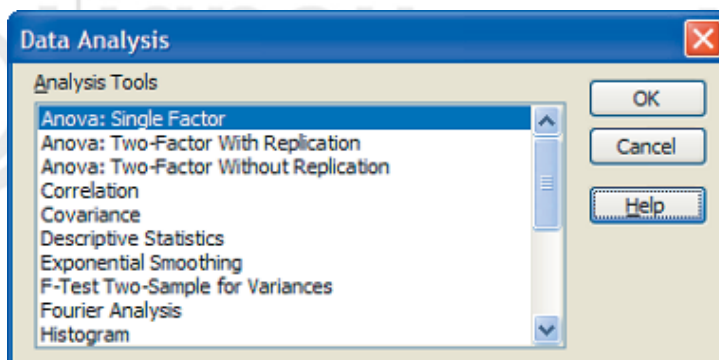 Data Analysis
Analysis Tools
Anova: Single Factor
Anova: Two-Factor With Replication
Anova: Two-Factor Without Replication
Correlation
Covariance
Descriptive Statistics
Exponential Smoothing
F-Test Two-Sample for Variances
Fourier Analysis
Histogram
OK
Cancel
Help